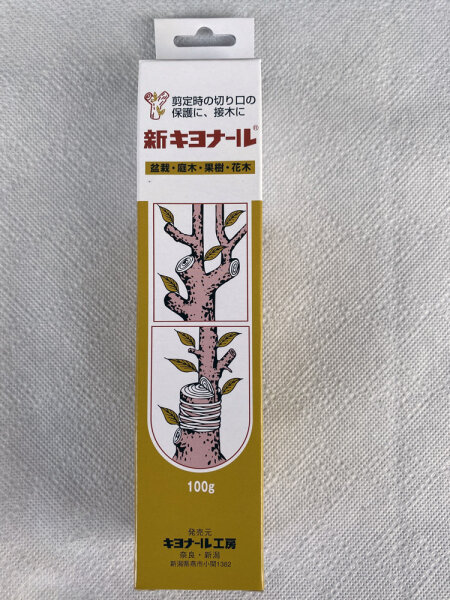 剪定時の切り口の
保護に、接木に
新キヨナール®
盆栽・庭木・果樹・花木
100g
発売元
キヨナール工房
奈良・新潟
新潟県燕市小関1362